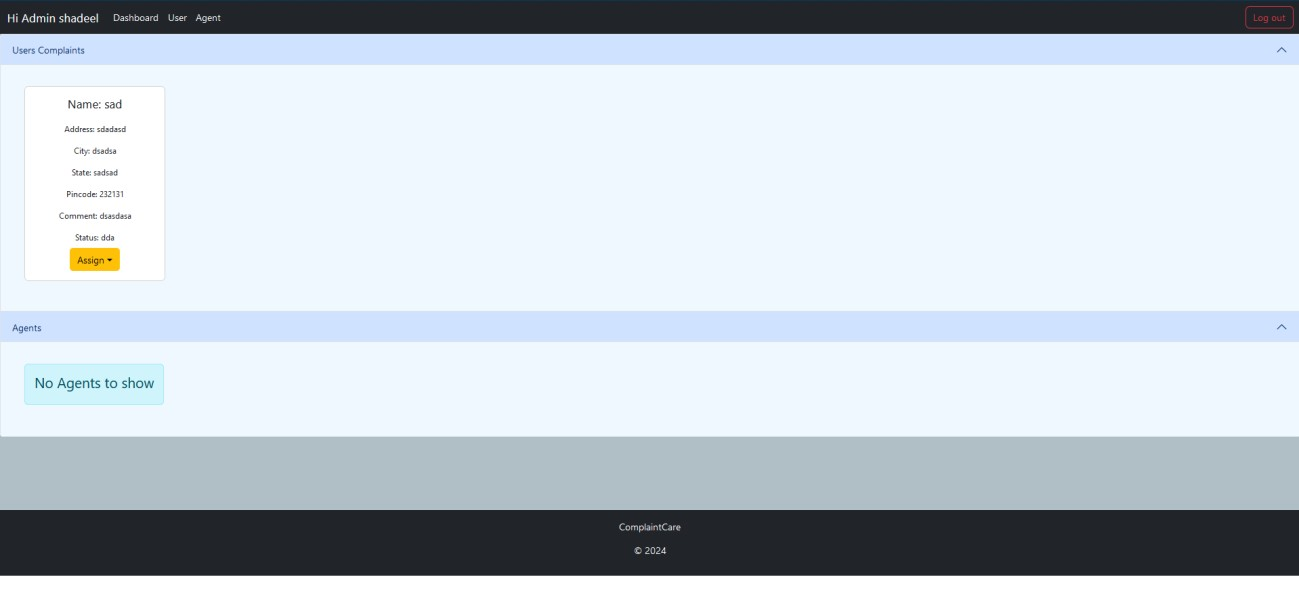 Hi Admin shadeel Dashboard User Agent Log out
Users Complaints
Name: sad
Address: sdadasd
City: dsadsa
State: sadsad
Pincode: 232131
Comment: dsasdasa
Status: dda
Assign
Agents
No Agents to show
ComplaintCare
© 2024